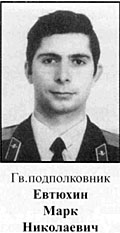 Гв.подполковник
Евтюхин
Марк
Николаевич